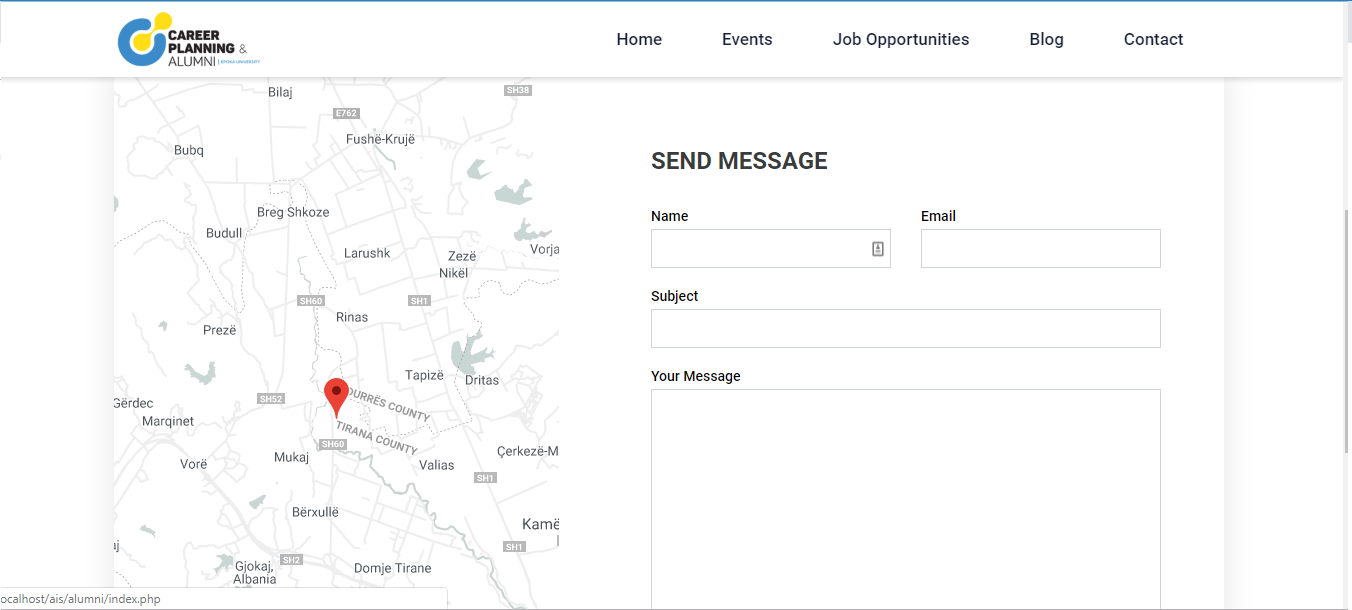 CAREER
PLANNING &
ALUMNI | EPOKA UNIVERSITY
Home
Events
Job Opportunities
Blog
Contact
SH38
Bilaj
E762
Fushë-Krujë
Bubq
Breg Shkoze
Budull
Larushk
Zezë
Vorja
Nikël
SH60
SH1
Rinas
Prezë
Tapizë
Dritas
SH52
DURRËS COUNTY
Gërdec
Marqinet
TIRANA COUNTY
SH60
Çerkezë-M
Mukaj
Vorë
Valias
SH1
Bërxullë
Kamë
SH1
SH2
Gjokaj,
Albania
Domje Tirane
SEND MESSAGE
Name
Email
Subject
Your Message
ocalhost/ais/alumni/index.php